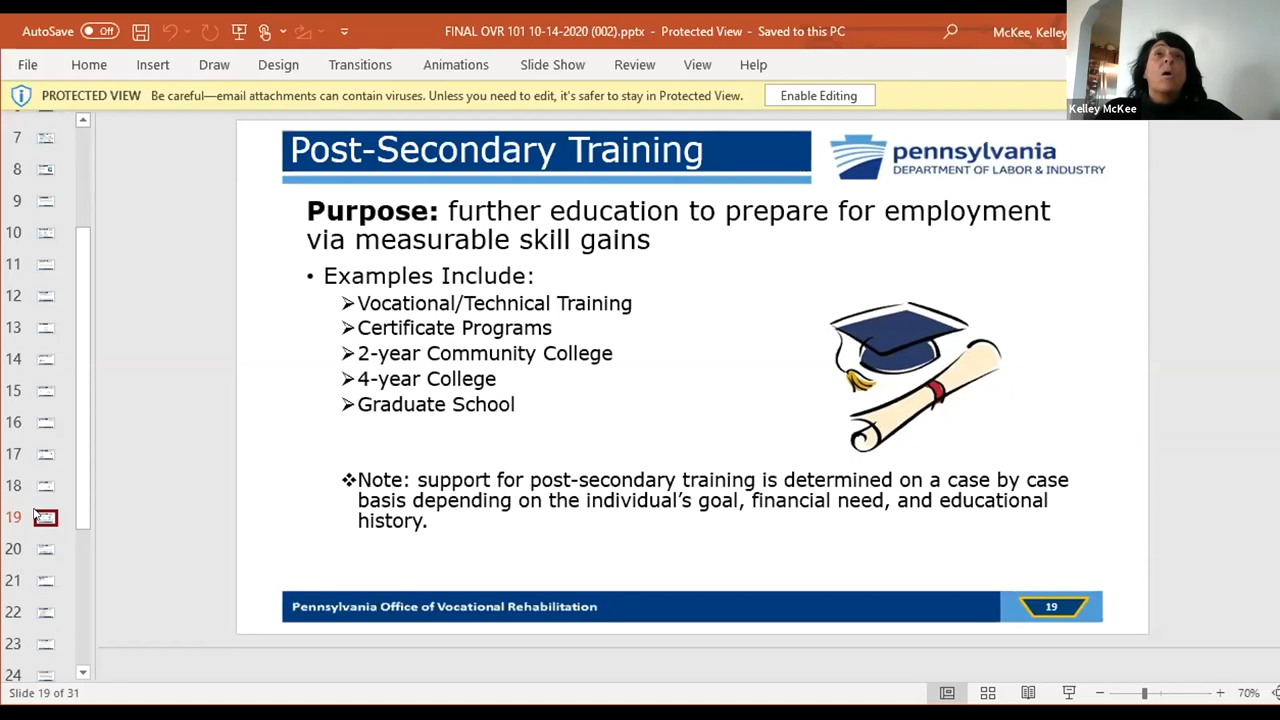 AutoSave Off FINAL OVR 101 10-14-2020 (002).pptx - Protected View - Saved to this PC McKee, Kelley
File Home Insert Draw Design Transitions Animations Slide Show Review View Help
PROTECTED VIEW Be careful—email attachments can contain viruses. Unless you need to edit, it's safer to stay in Protected View. Enable Editing
Kelley McKee
7
8
9
10
11
12
13
14
15
16
17
18
19
20
21
22
23
24
Post-Secondary Training
pennsylvania
DEPARTMENT OF LABOR & INDUSTRY
Purpose: further education to prepare for employment
via measurable skill gains
• Examples Include:
➢Vocational/Technical Training
➢Certificate Programs
➢2-year Community College
➢4-year College
➢Graduate School
❖Note: support for post-secondary training is determined on a case by case
basis depending on the individual's goal, financial need, and educational
history.
Pennsylvania Office of Vocational Rehabilitation 19
Slide 19 of 31 70%